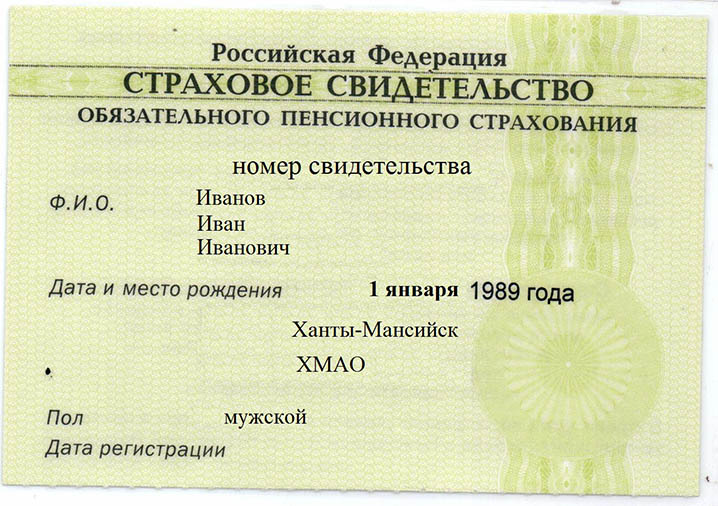 Российская Федерация
СТРАХОВОЕ СВИДЕТЕЛЬСТВО
ОБЯЗАТЕЛЬНОГО ПЕНСИОННОГО СТРАХОВАНИЯ
номер свидетельства
Ф.И.О. Иванов
Иван
Иванович
Дата и место рождения 1 января 1989 года
Ханты-Мансийск
ХМАО
Пол мужской
Дата регистрации